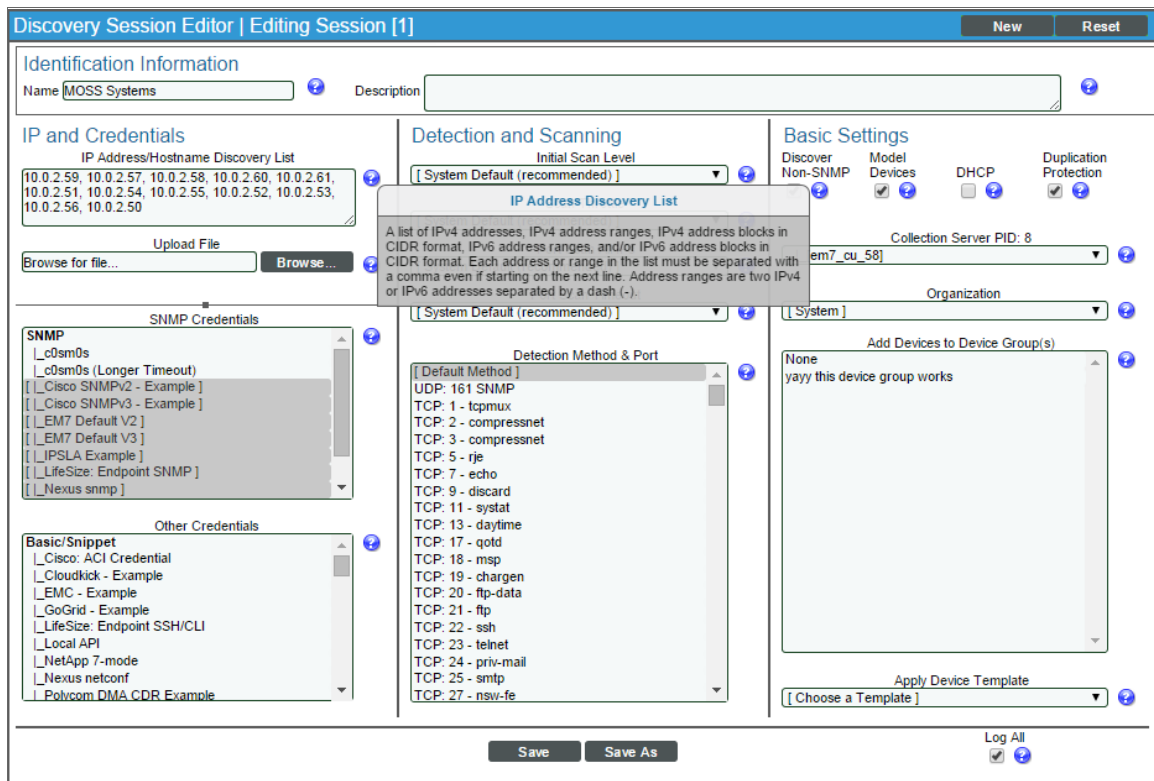 Discovery Session Editor | Editing Session [1]
New
Reset
Identification Information
Name
MOSS Systems
Description
IP and Credentials
IP Address/Hostname Discovery List
10.0.2.59, 10.0.2.57, 10.0.2.58, 10.0.2.60, 10.0.2.61,
10.0.2.51, 10.0.2.54, 10.0.2.55, 10.0.2.52, 10.0.2.53,
10.0.2.56, 10.0.2.50
Upload File
Browse for file...
Browse...
SNMP Credentials
SNMP
|_c0sm0s
|_c0sm0s (Longer Timeout)
[ |_Cisco SNMPv2 - Example ]
[ |_Cisco SNMPv3 - Example ]
[ |_EM7 Default V2 ]
[ |_EM7 Default V3 ]
[ |_IPSLA Example ]
[ |_LifeSize: Endpoint SNMP ]
[ |_Nexus snmp ]
Other Credentials
Basic/Snippet
|_Cisco: ACI Credential
|_Cloudkick - Example
|_EMC - Example
|_GoGrid - Example
|_LifeSize: Endpoint SSH/CLI
|_Local API
|_NetApp 7-mode
|_Nexus netconf
|_Polycom DMA CDR Example
Detection and Scanning
Initial Scan Level
[ System Default (recommended) ]
IP Address Discovery List
A list of IPv4 addresses, IPv4 address ranges, IPv4 address blocks in
CIDR format, IPv6 address ranges, and/or IPv6 address blocks in
CIDR format. Each address or range in the list must be separated with
a comma even if starting on the next line. Address ranges are two IPv4
or IPv6 addresses separated by a dash (-).
[ System Default (recommended) ]
Detection Method & Port
[ Default Method ]
UDP: 161 SNMP
TCP: 1 - tcpmux
TCP: 2 - compressnet
TCP: 3 - compressnet
TCP: 5 - rje
TCP: 7 - echo
TCP: 9 - discard
TCP: 11 - systat
TCP: 13 - daytime
TCP: 17 - qotd
TCP: 18 - msp
TCP: 19 - chargen
TCP: 20 - ftp-data
TCP: 21 - ftp
TCP: 22 - ssh
TCP: 23 - telnet
TCP: 24 - priv-mail
TCP: 25 - smtp
TCP: 27 - nsw-fe
Basic Settings
Discover
Non-SNMP
Model
Devices
DHCP
Duplication
Protection
Collection Server PID: 8
em7_cu_58]
Organization
[ System ]
Add Devices to Device Group(s)
None
yayy this device group works
Apply Device Template
[ Choose a Template ]
Save
Save As
Log All